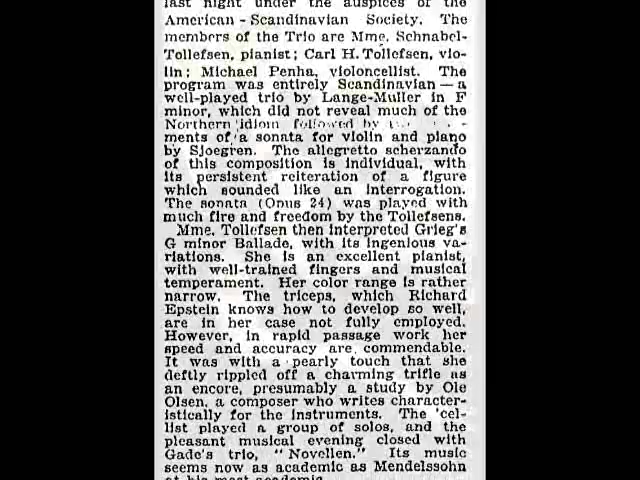 last night under the auspices of the
American-Scandinavian Society. The
members of the Trio are Mme. Schnabel-
Tollefsen, pianist; Carl H. Tollefsen, vio-
lin; Michael Penha, violoncellist. The
program was entirely Scandinavian — a
well-played trio by Lange-Muller in F
minor, which did not reveal much of the
Northern idiom followed by
ments of a sonata for violin and piano
by Sjoegren. The allegretto scherzando
of this composition is individual, with
its persistent reiteration of a figure
which sounded like an interrogation.
The sonata (Opus 24) was played with
much fire and freedom by the Tollefsens.
Mme. Tollefsen then interpreted Grieg's
G minor Ballade, with its ingenious va-
riations. She is an excellent pianist,
with well-trained fingers and musical
temperament. Her color range is rather
narrow. The triceps, which Richard
Epstein knows how to develop so well,
are in her case not fully employed.
However, in rapid passage work her
speed and accuracy are commendable.
It was with a pearly touch that she
deftly rippled off a charming trifle as
an encore, presumably a study by Ole
Olsen, a composer who writes character-
istically for the instruments. The 'cel-
list played a group of solos, and the
pleasant musical evening closed with
Gade's trio, "Novellen." Its music
seems now as academic as Mendelssohn
at his most academic.